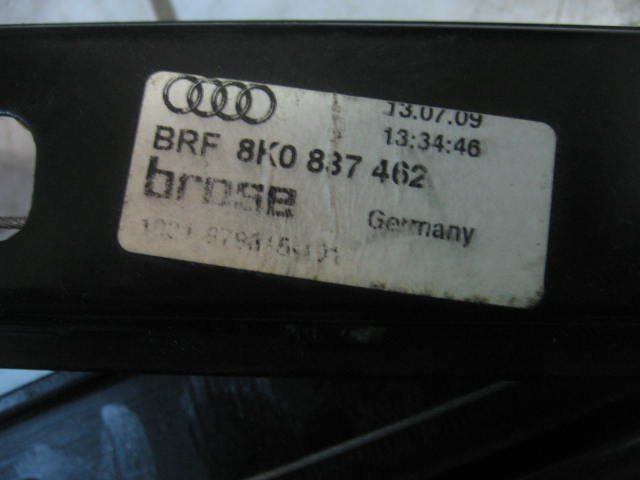 13.07.09
13:34:46
BRF 8K0 837 462
brose
Germany